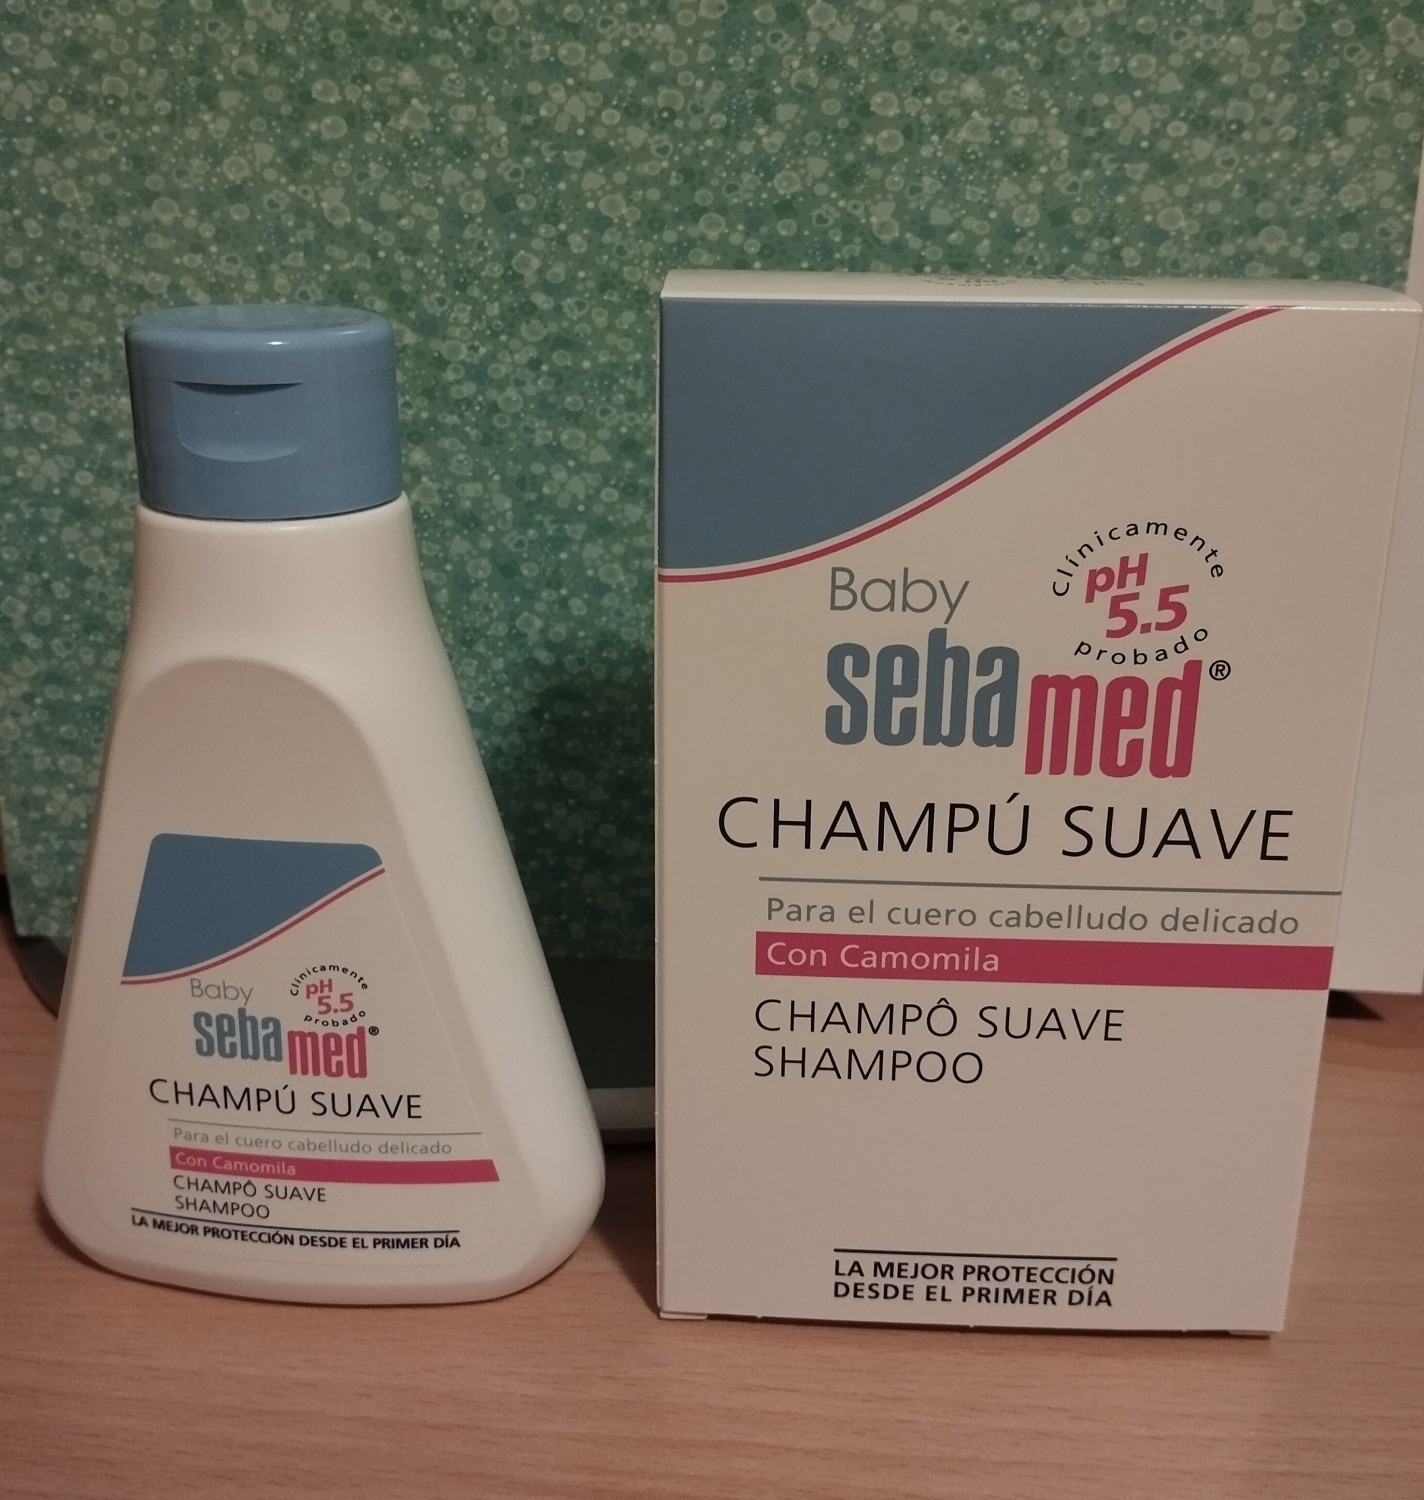 Baby
Clínicamente
pH
5.5
probado
sebamed®
CHAMPÚ SUAVE
Para el cuero cabelludo delicado
Con Camomila
CHAMPÔ SUAVE
SHAMPOO
LA MEJOR PROTECCIÓN DESDE EL PRIMER DÍA
Baby
Clínicamente
pH
5.5
probado
sebamed®
CHAMPÚ SUAVE
Para el cuero cabelludo delicado
Con Camomila
CHAMPÔ SUAVE
SHAMPOO
LA MEJOR PROTECCIÓN
DESDE EL PRIMER DÍA